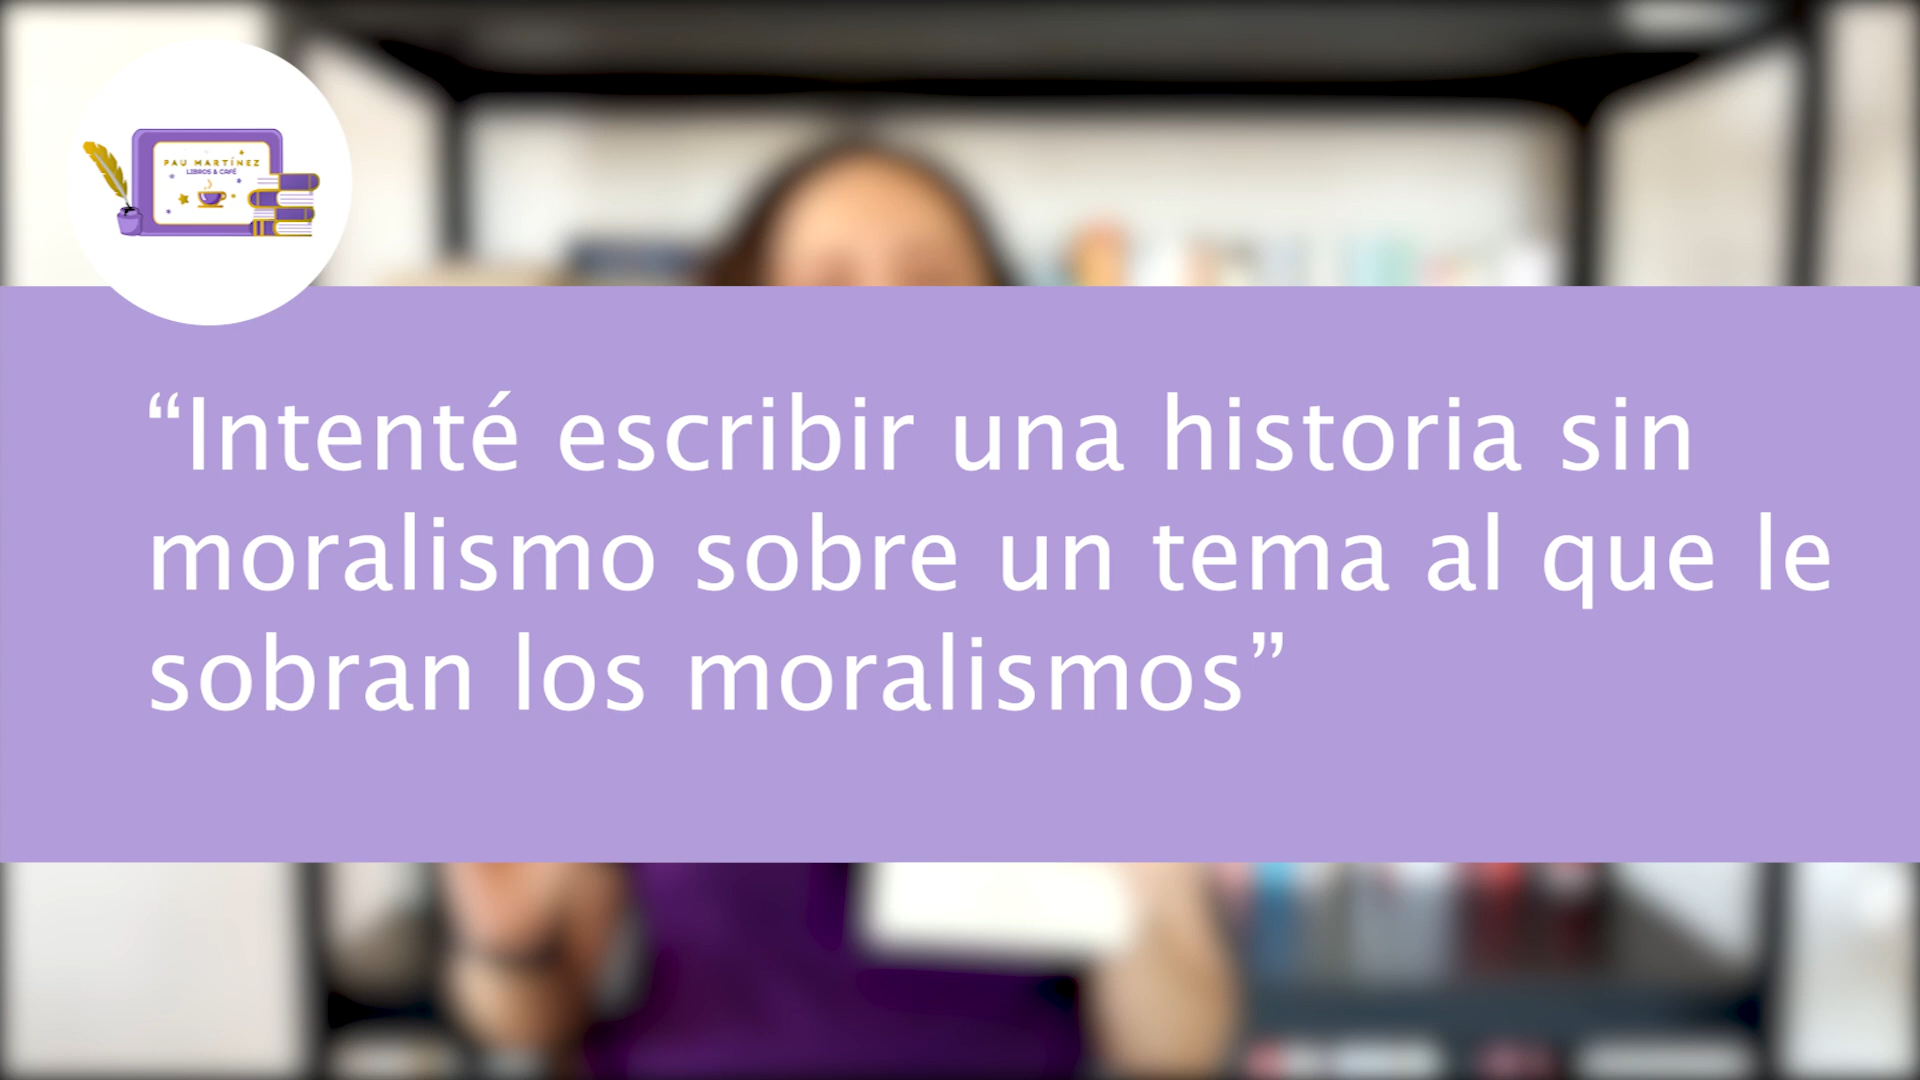 PAU MARTÍNEZ
LIBROS & CAFÉ
“Intenté escribir una historia sin
moralismo sobre un tema al que le
sobran los moralismos”